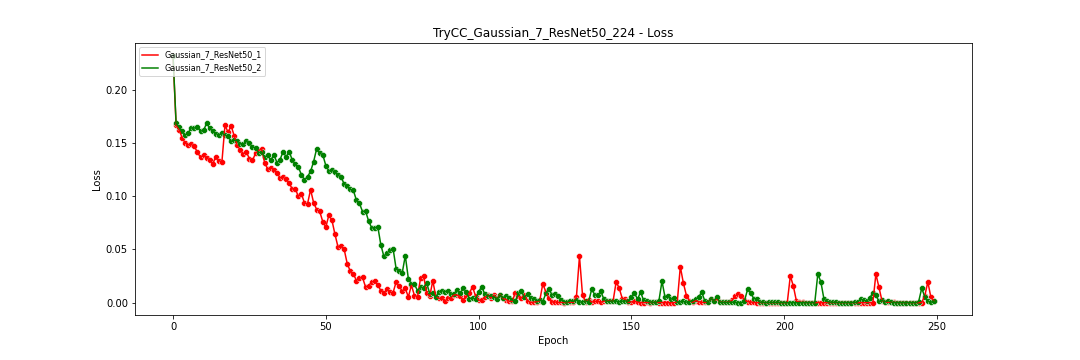 TryCC_Gaussian_7_ResNet50_224 - Loss
Gaussian_7_ResNet50_1
Gaussian_7_ResNet50_2
0.20
0.15
0.10
0.05
0.00
Loss
0 50 100 150 200 250
Epoch